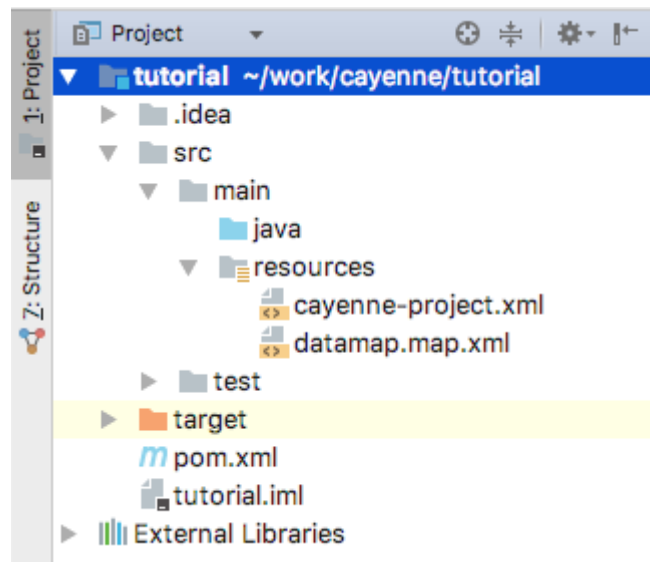 1: Project
Z: Structure
Project
tutorial ~/work/cayenne/tutorial
.idea
src
main
java
resources
cayenne-project.xml
datamap.map.xml
test
target
m pom.xml
tutorial.iml
External Libraries